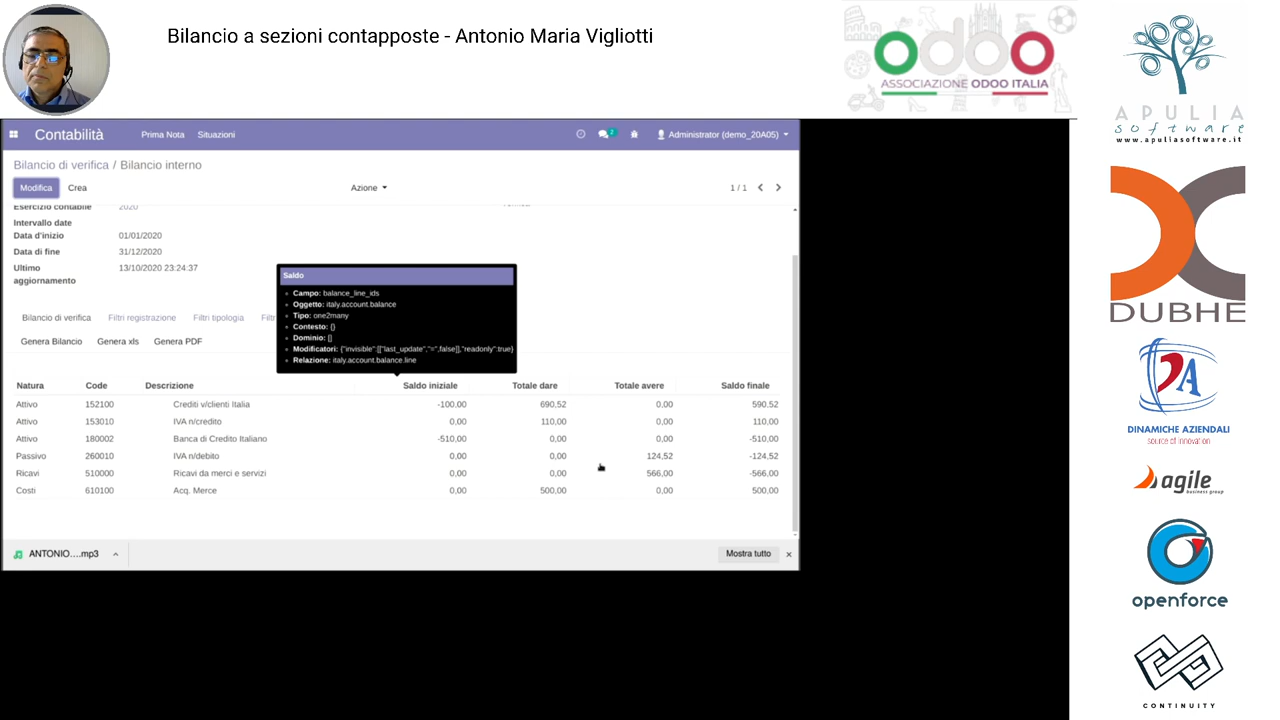 Bilancio a sezioni contapposte - Antonio Maria Vigliotti
odoo
ASSOCIAZIONE ODOO ITALIA
APULIA
software
www.apuliasoftware.it
Contabilità Prima Nota Situazioni 2 Administrator (demo_20A05)
Bilancio di verifica / Bilancio interno
Modifica Crea Azione 1 / 1
Esercizio contabile 2020
Intervallo date
Data d'inizio 01/01/2020
Data di fine 31/12/2020
Ultimo aggiornamento 13/10/2020 23:24:37
Saldo
Campo: balance_line_ids
Oggetto: italy.account.balance
Tipo: one2many
Contesto: {}
Dominio: []
Modificatori: {"invisible":[["last_update","=",false]],"readonly":true}
Relazione: italy.account.balance.line
Bilancio di verifica Filtri registrazione Filtri tipologia Filtri
Genera Bilancio Genera xls Genera PDF
Natura Code Descrizione Saldo iniziale Totale dare Totale avere Saldo finale
Attivo 152100 Crediti v/clienti Italia -100,00 690,52 0,00 590,52
Attivo 153010 IVA n/credito 0,00 110,00 0,00 110,00
Attivo 180002 Banca di Credito Italiano -510,00 0,00 0,00 -510,00
Passivo 260010 IVA n/debito 0,00 0,00 124,52 -124,52
Ricavi 510000 Ricavi da merci e servizi 0,00 0,00 566,00 -566,00
Costi 610100 Acq. Merce 0,00 500,00 0,00 500,00
ANTONIO....mp3 Mostra tutto
DUBHE
DA
DINAMICHE AZIENDALI
source of innovation
agile
business group
openforce
CONTINUITY